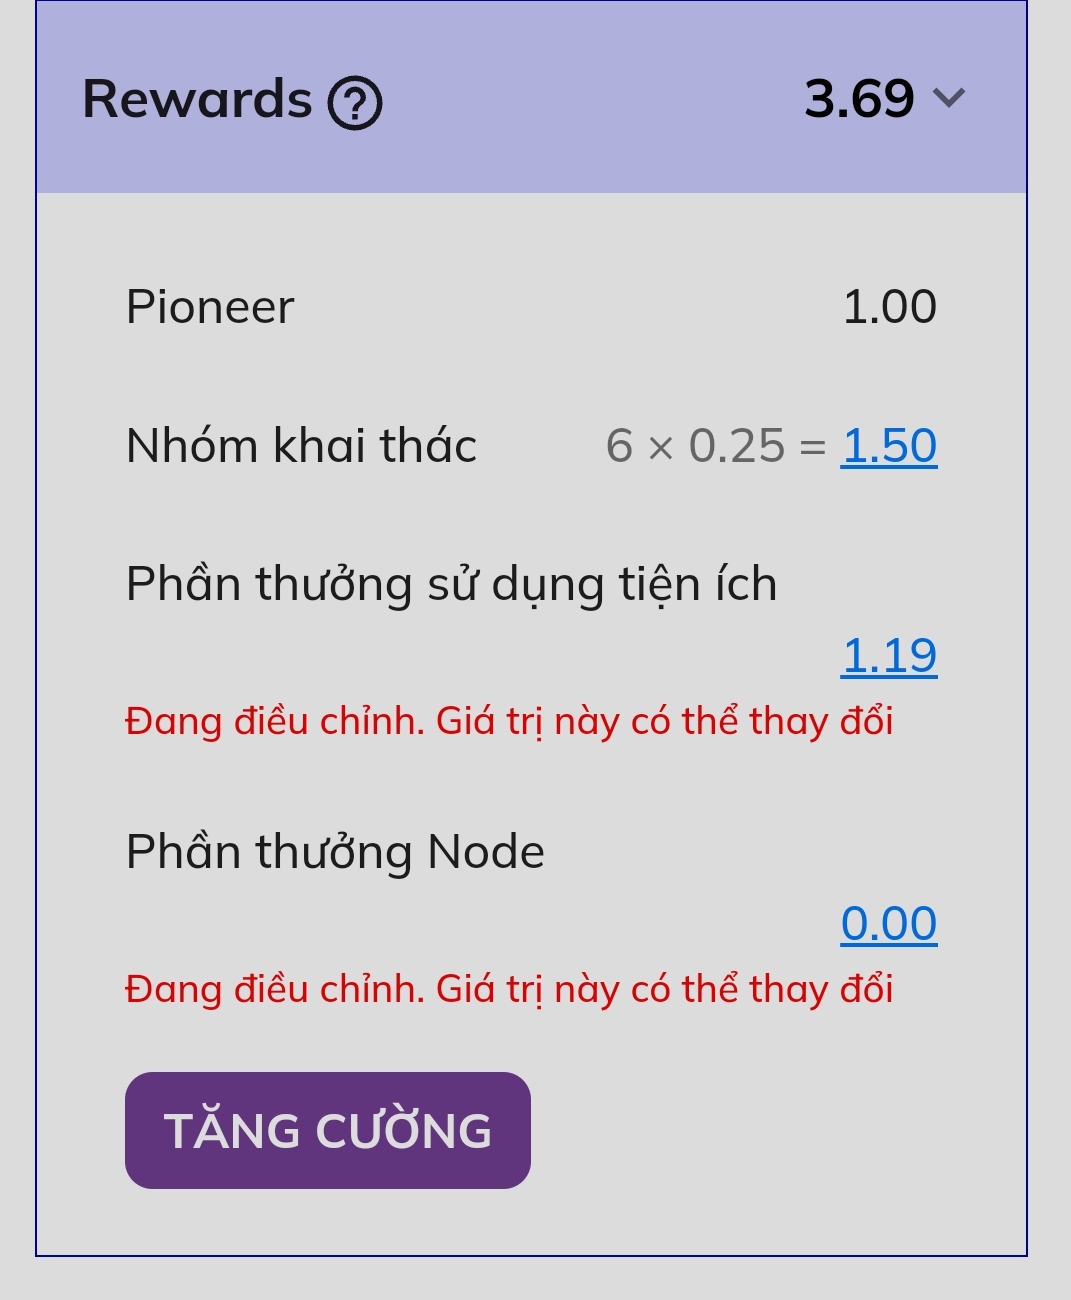 Rewards ? 3.69
Pioneer 1.00
Nhóm khai thác 6 × 0.25 = 1.50
Phần thưởng sử dụng tiện ích
1.19
Đang điều chỉnh. Giá trị này có thể thay đổi
Phần thưởng Node
0.00
Đang điều chỉnh. Giá trị này có thể thay đổi
TĂNG CƯỜNG